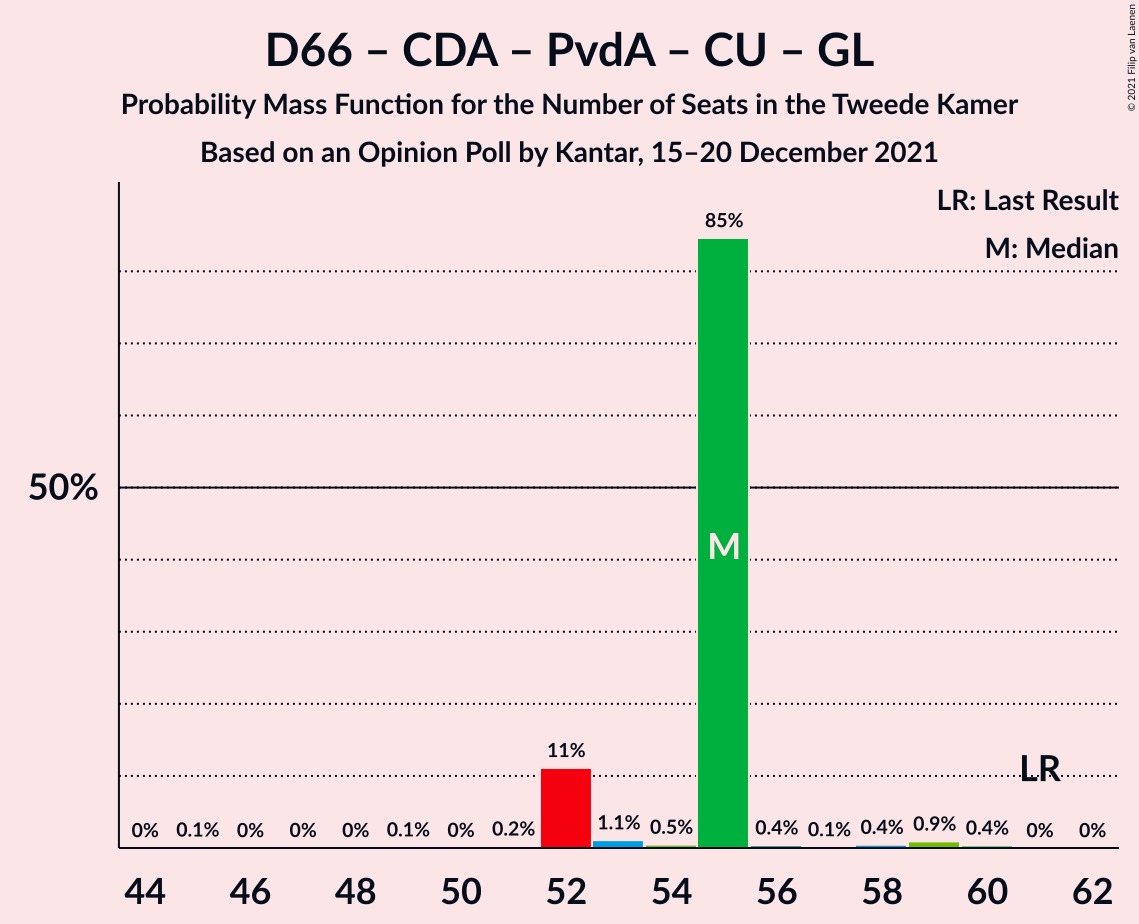 D66 – CDA – PvdA – CU – GL
Probability Mass Function for the Number of Seats in the Tweede Kamer
Based on an Opinion Poll by Kantar, 15–20 December 2021
© 2021 Filip van Laenen
LR: Last Result
M: Median
85%
50%
M
11%
LR
0% 0.1% 0% 0% 0% 0.1% 0% 0.2% 1.1% 0.5% 0.4% 0.1% 0.4% 0.9% 0.4% 0% 0%
44 46 48 50 52 54 56 58 60 62